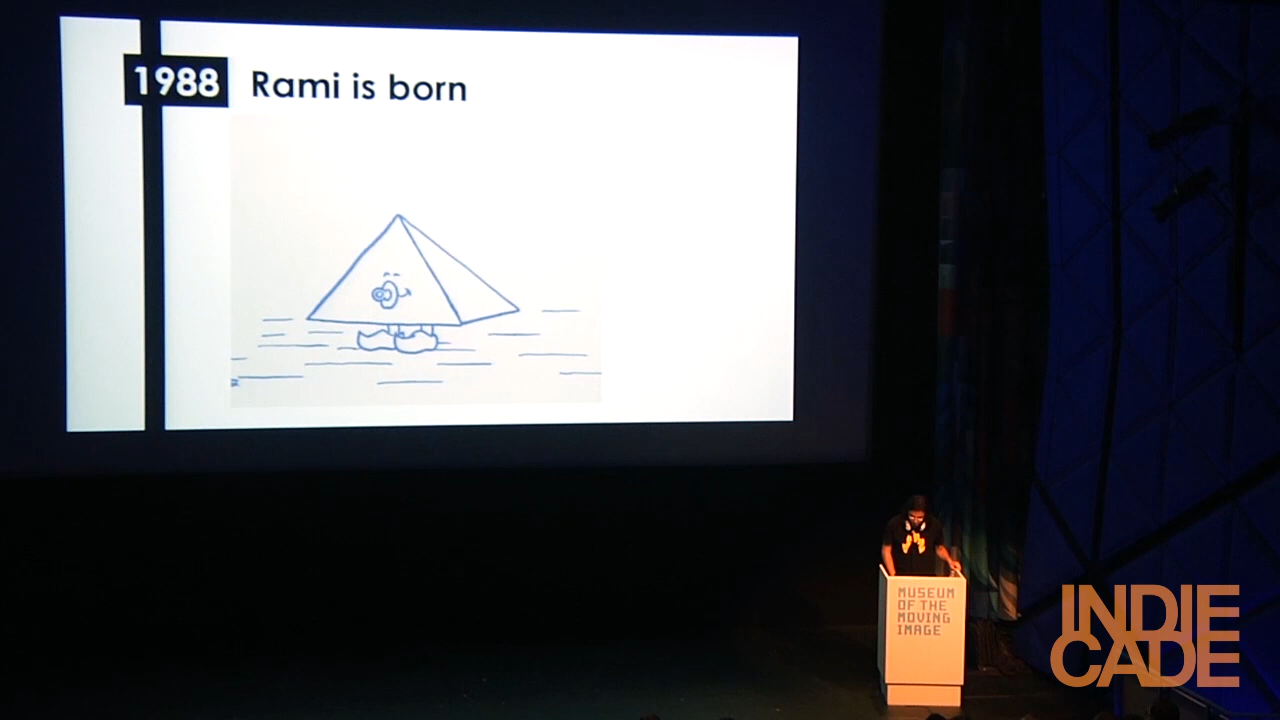 1988 Rami is born
MUSEUM
OF THE
MOVING
IMAGE
INDIE
CADE